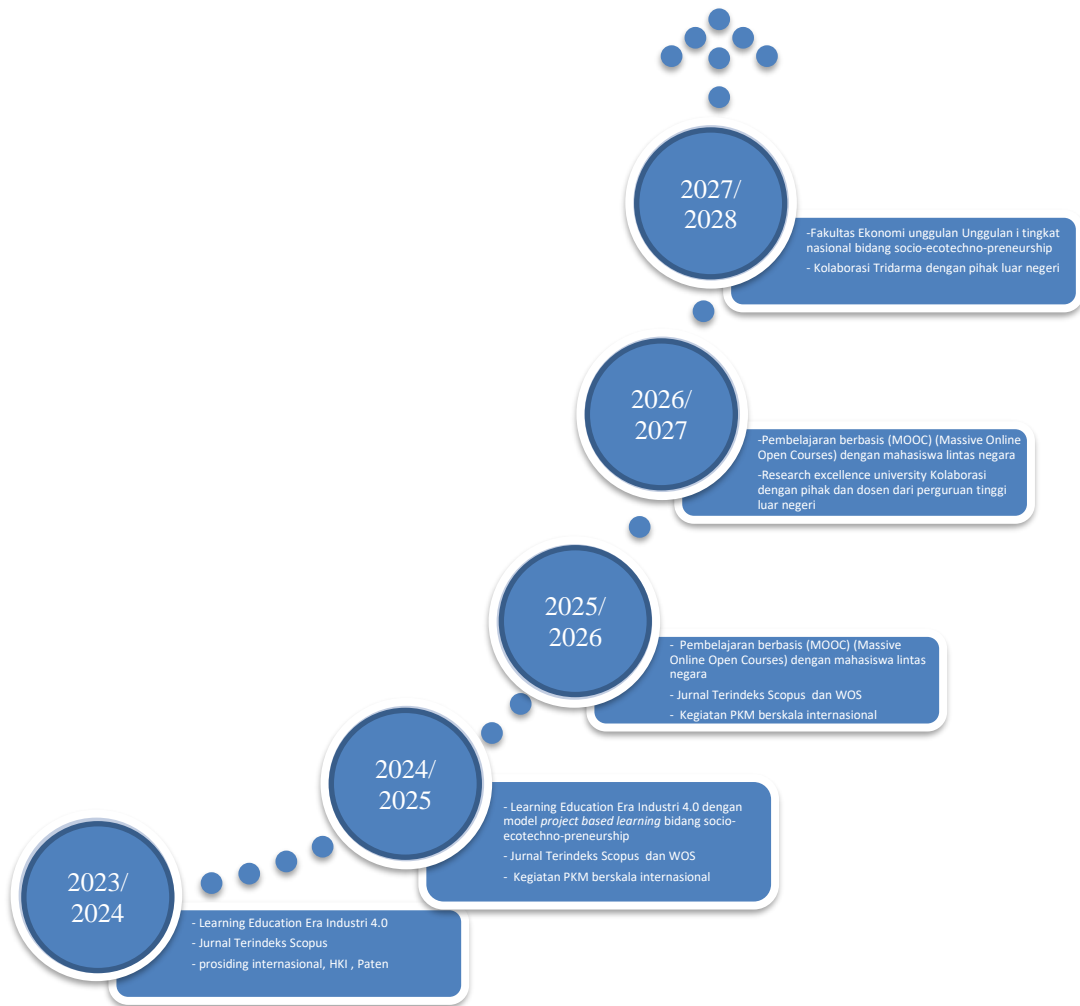 2027/
2028
-Fakultas Ekonomi unggulan Unggulan i tingkat
nasional bidang socio-ecotechno-preneurship
- Kolaborasi Tridarma dengan pihak luar negeri
2026/
2027
-Pembelajaran berbasis (MOOC) (Massive Online
Open Courses) dengan mahasiswa lintas negara
-Research excellence university Kolaborasi
dengan pihak dan dosen dari perguruan tinggi
luar negeri
2025/
2026
- Pembelajaran berbasis (MOOC) (Massive
Online Open Courses) dengan mahasiswa lintas
negara
- Jurnal Terindeks Scopus dan WOS
- Kegiatan PKM berskala internasional
2024/
2025
- Learning Education Era Industri 4.0 dengan
model project based learning bidang socio-
ecotechno-preneurship
- Jurnal Terindeks Scopus dan WOS
- Kegiatan PKM berskala internasional
2023/
2024
- Learning Education Era Industri 4.0
- Jurnal Terindeks Scopus
- prosiding internasional, HKI , Paten